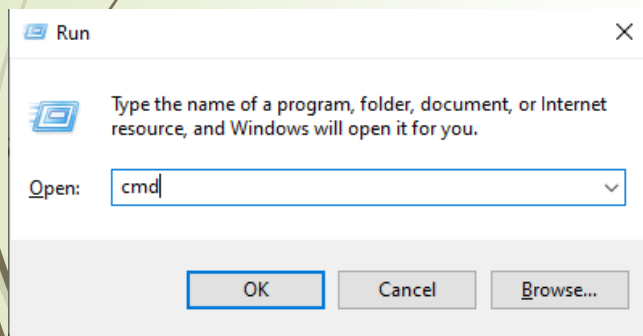 Run
Type the name of a program, folder, document, or Internet
resource, and Windows will open it for you.
Open: cmd
OK Cancel Browse...